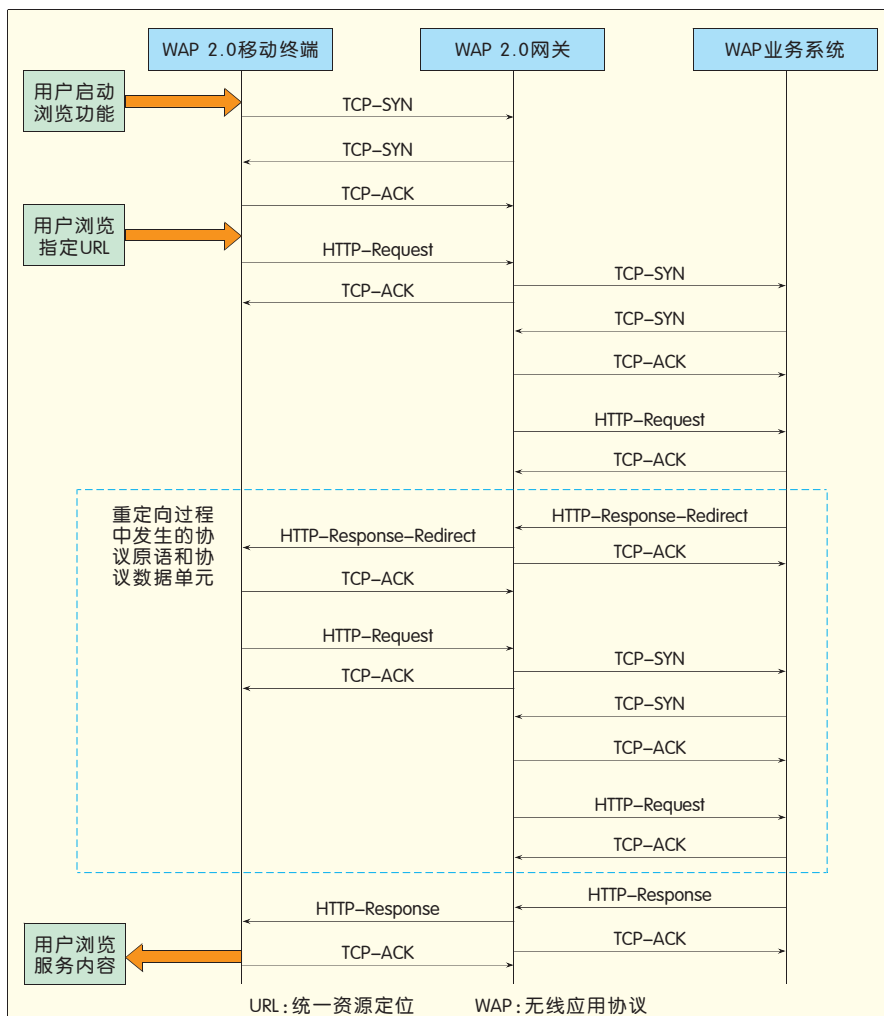 WAP 2.0移动终端
WAP 2.0网关
WAP业务系统
用户启动
浏览功能
TCP–SYN
TCP–SYN
TCP–ACK
用户浏览
指定URL
HTTP–Request
TCP–SYN
TCP–ACK
TCP–SYN
TCP–ACK
HTTP–Request
TCP–ACK
重定向过程
中发生的协
议原语和协
议数据单元
HTTP–Response–Redirect
HTTP–Response–Redirect
TCP–ACK
TCP–ACK
HTTP–Request
TCP–SYN
TCP–ACK
TCP–SYN
TCP–ACK
HTTP–Request
TCP–ACK
HTTP–Response
HTTP–Response
TCP–ACK
用户浏览
服务内容
TCP–ACK
URL:统一资源定位
WAP:无线应用协议